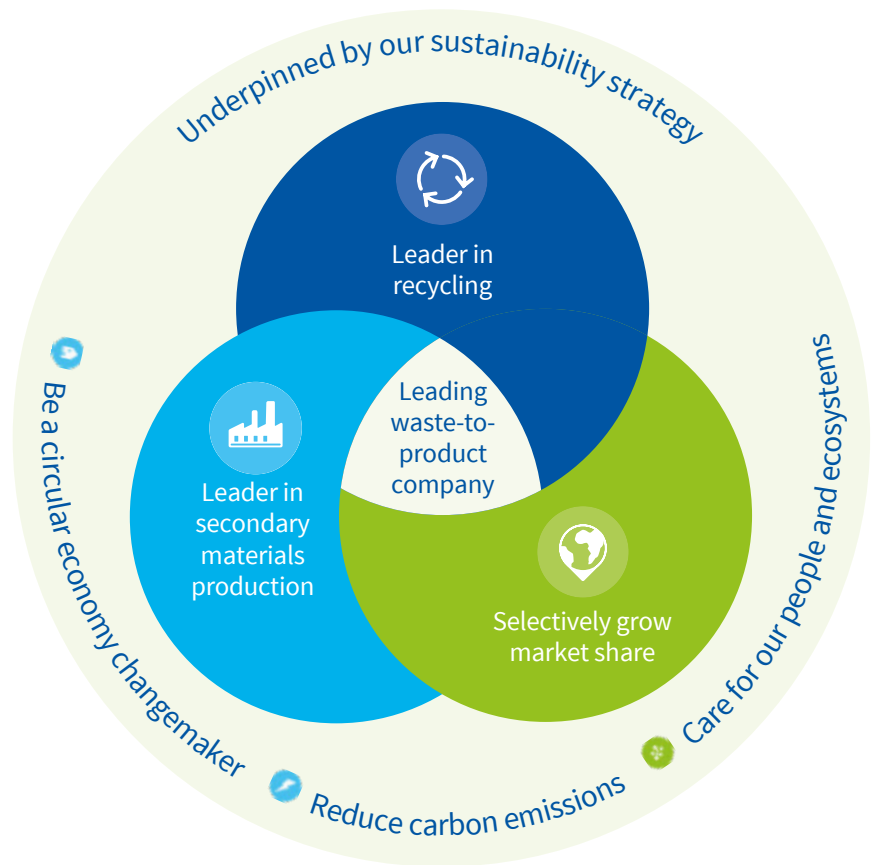 Underpinned by our sustainability strategy
Leader in
recycling
Leading
waste-to-
product
company
Leader in
secondary
materials
production
Selectively grow
market share
Be a circular economy changemaker
Reduce carbon emissions
Care for our people and ecosystems